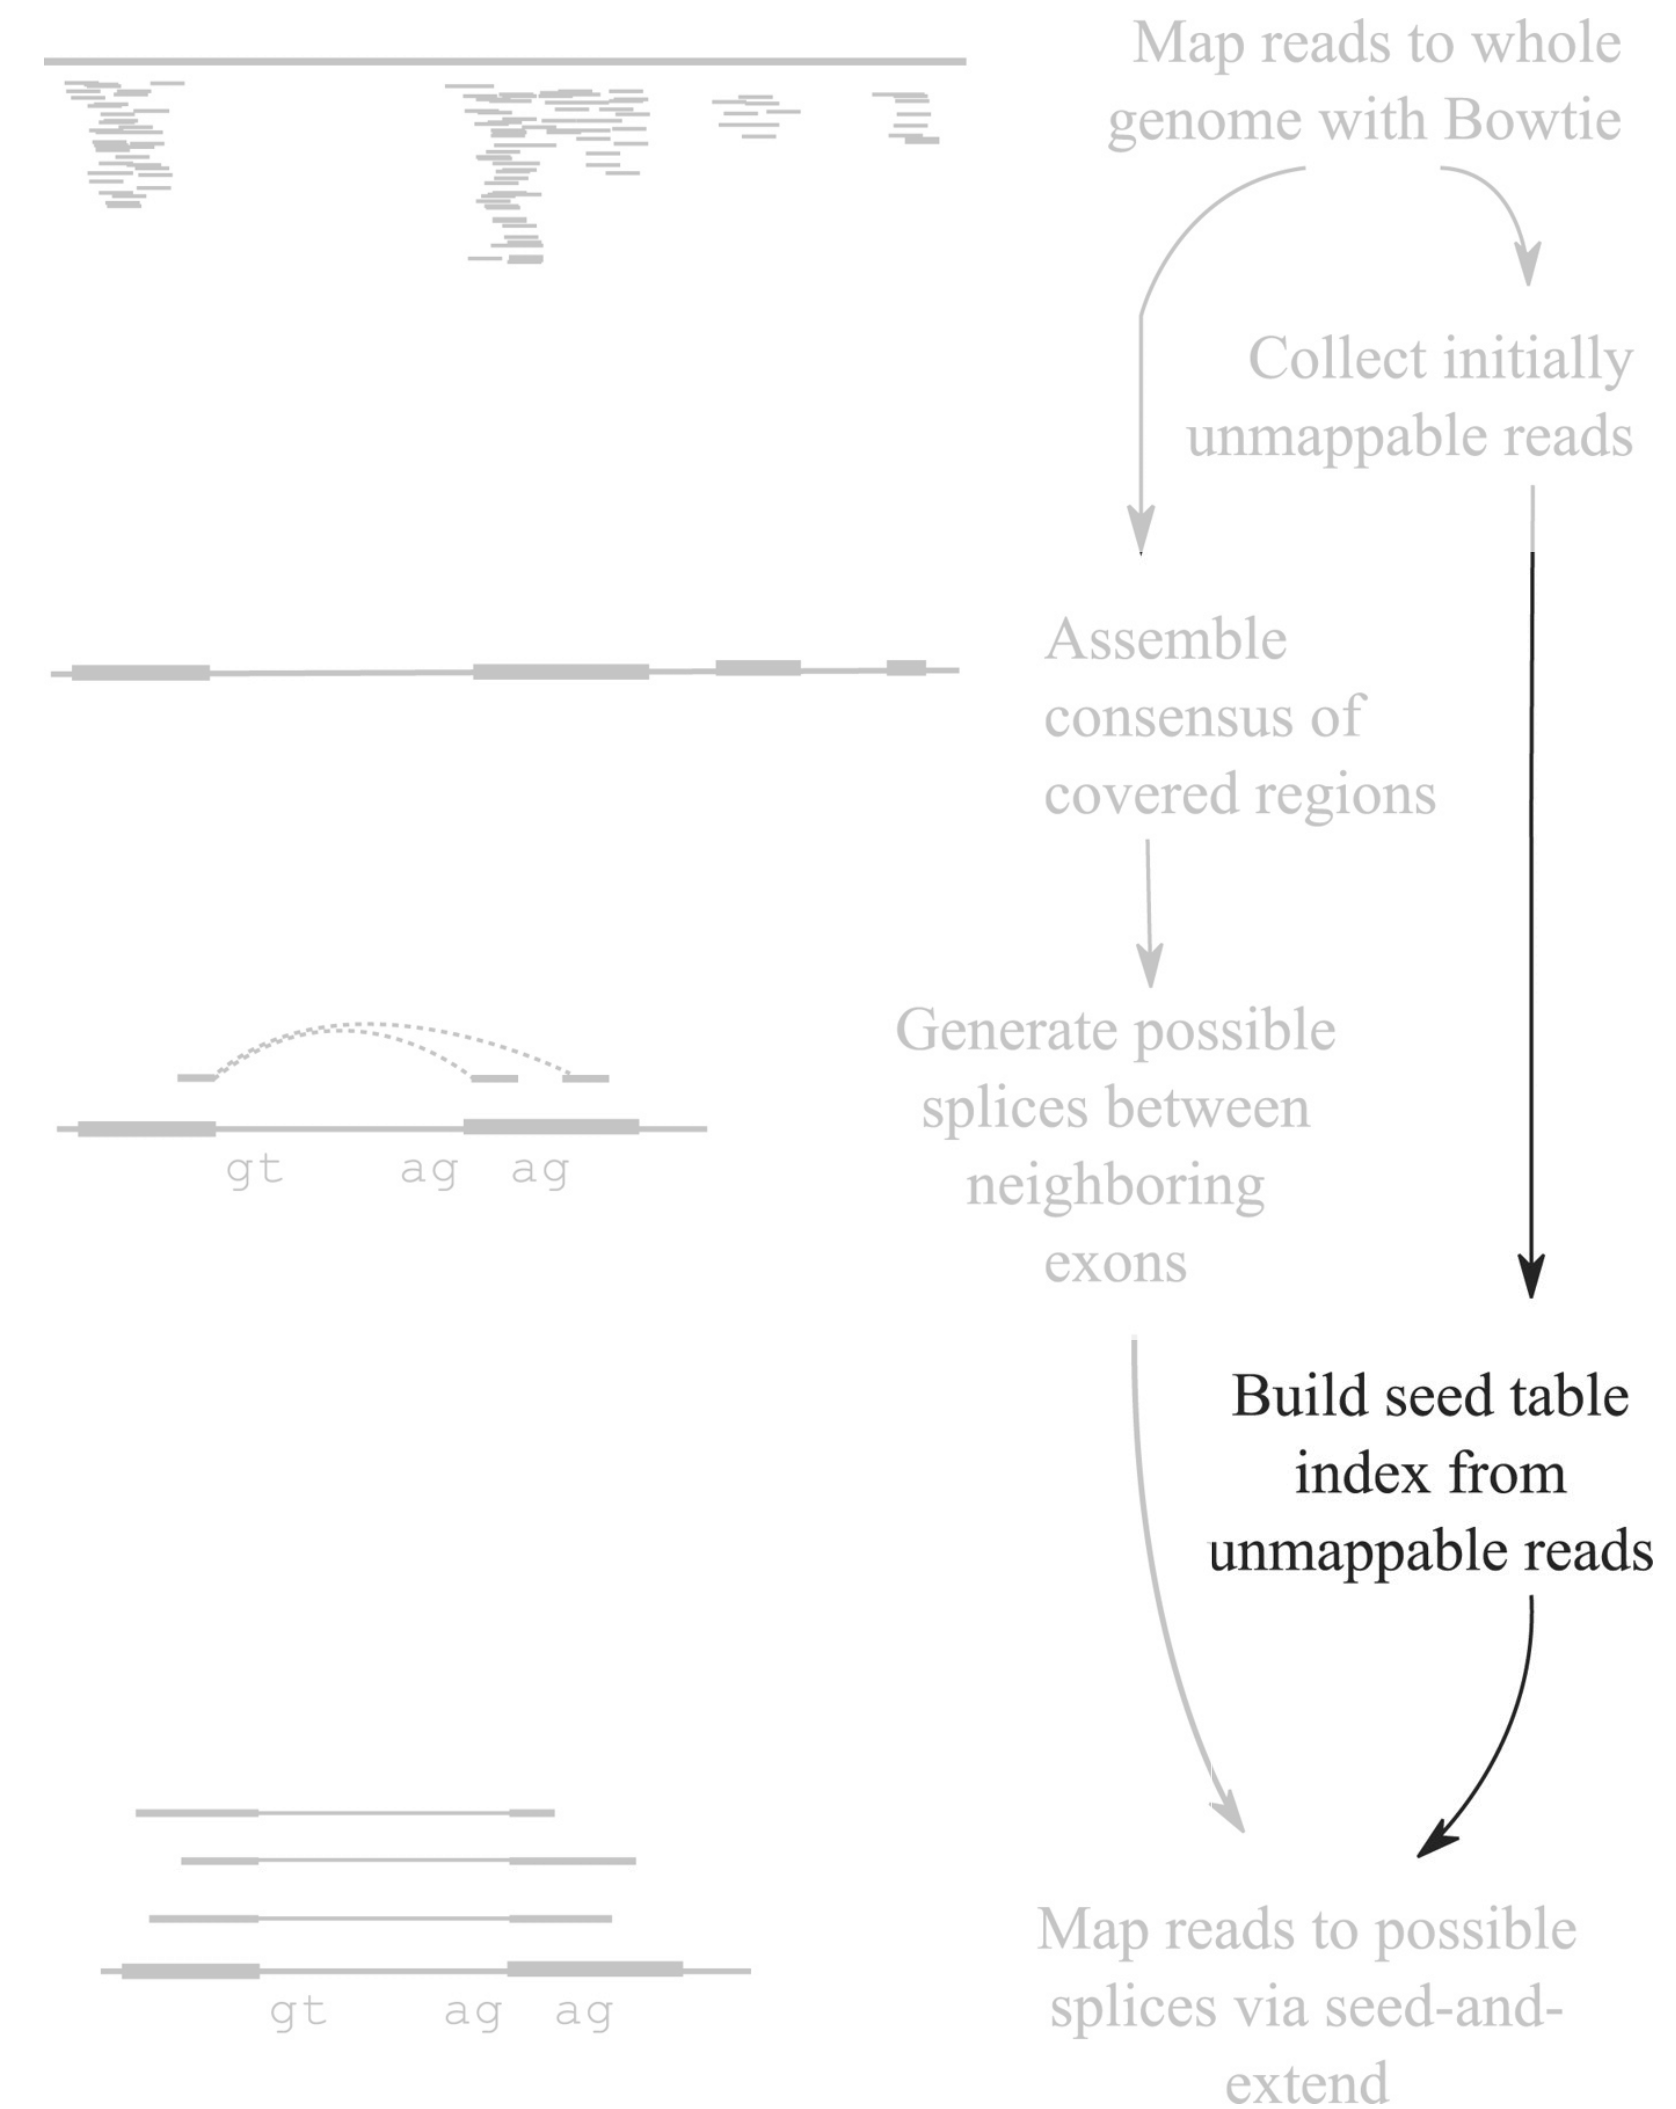 Map reads to whole
genome with Bowtie
Collect initially
unmappable reads
Assemble
consensus of
covered regions
Generate possible
splices between
neighboring
exons
gt ag ag
Build seed table
index from
unmappable reads
Map reads to possible
splices via seed-and-
extend
gt ag ag